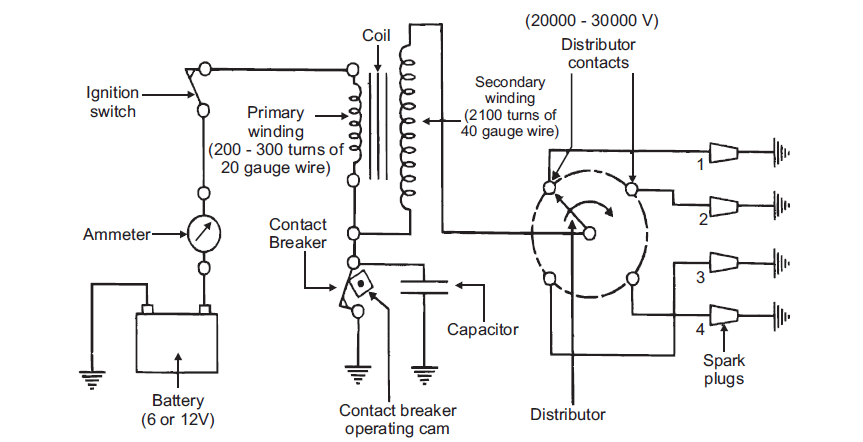 (20000 - 30000 V)
Distributor
contacts
Coil
Ignition
switch
Primary
winding
(200 - 300 turns of
20 gauge wire)
Secondary
winding
(2100 turns of
40 gauge wire)
1
2
3
4
Ammeter
Contact
Breaker
Capacitor
Spark
plugs
Battery
(6 or 12V)
Contact breaker
operating cam
Distributor